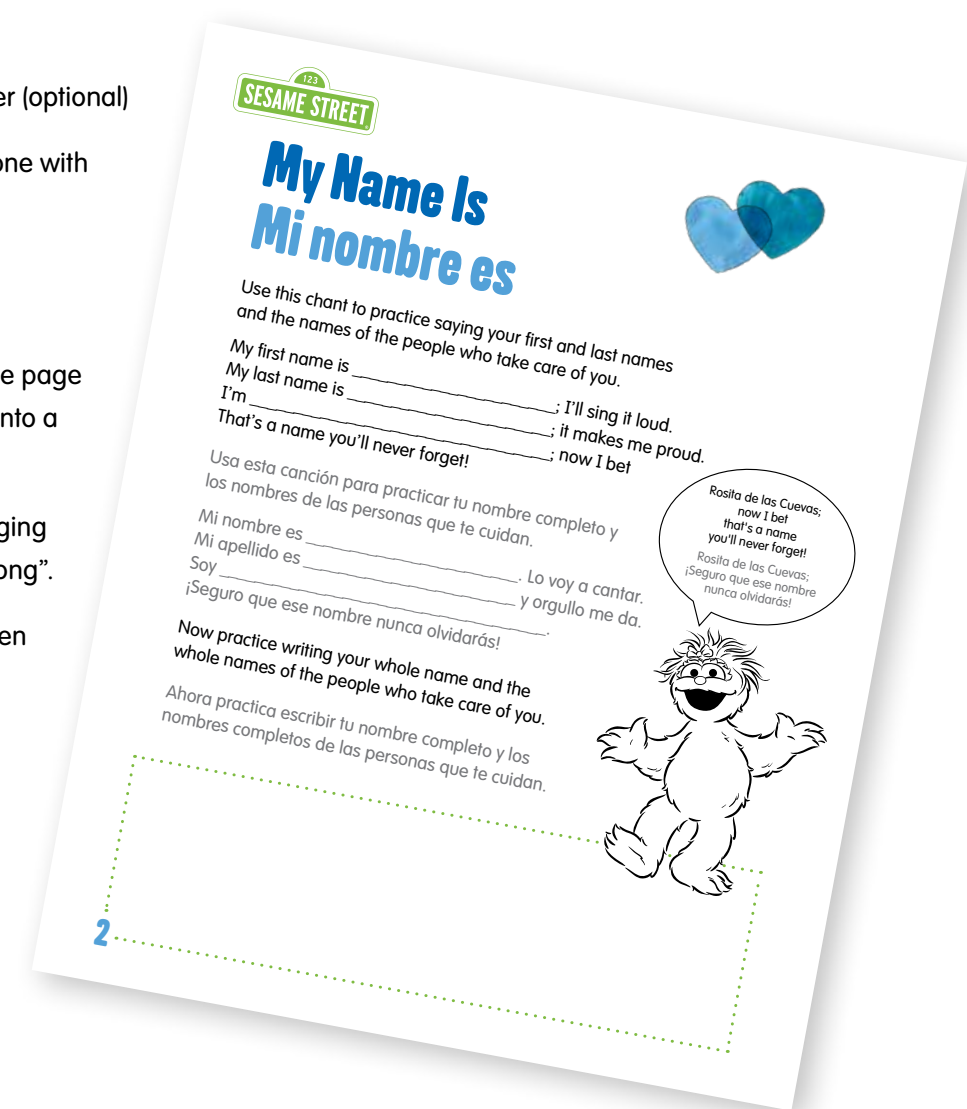 er (optional)
one with
e page
nto a
ging
ong”.
en
123
SESAME STREET
My Name Is
Mi nombre es
Use this chant to practice saying your first and last names
and the names of the people who take care of you.
My first name is ____________________; I’ll sing it loud.
My last name is ____________________; it makes me proud.
I’m ______________________________; now I bet
That’s a name you’ll never forget!
Usa esta canción para practicar tu nombre completo y
los nombres de las personas que te cuidan.
Mi nombre es ____________________. Lo voy a cantar.
Mi apellido es ____________________ y orgullo me da.
Soy ______________________________.
¡Seguro que ese nombre nunca olvidarás!
Now practice writing your whole name and the
whole names of the people who take care of you.
Ahora practica escribir tu nombre completo y los
nombres completos de las personas que te cuidan.
Rosita de las Cuevas;
now I bet
that’s a name
you’ll never forget!
Rosita de las Cuevas;
¡Seguro que ese nombre
nunca olvidarás!
2